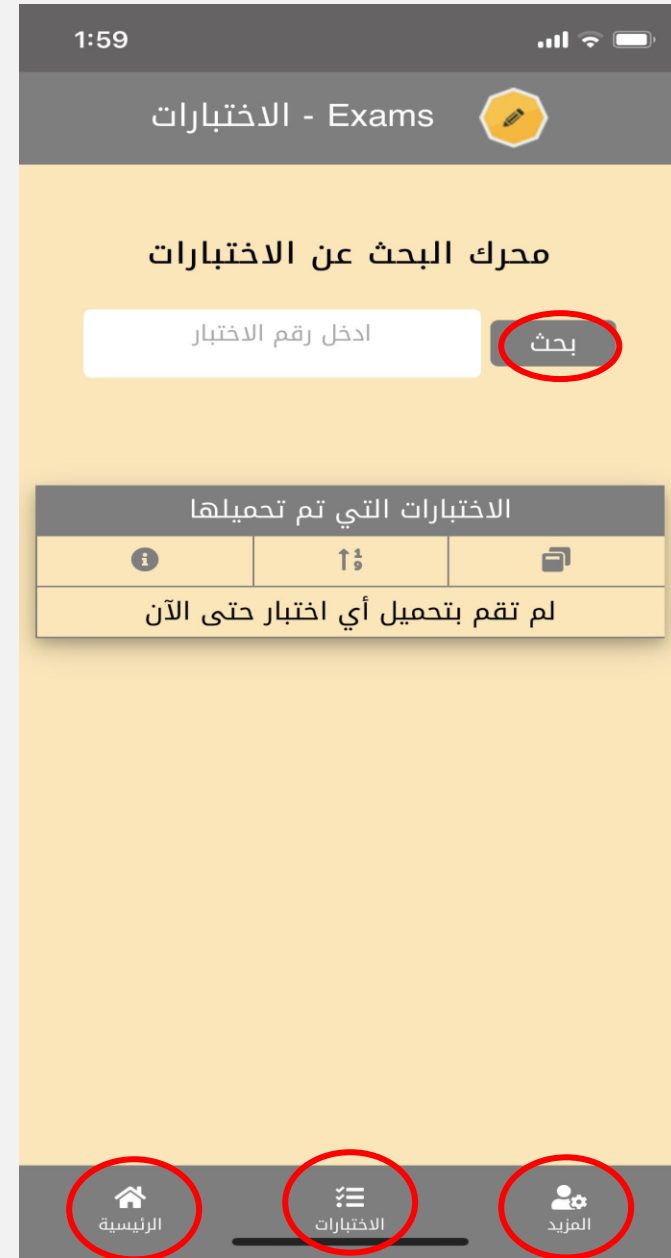 1:59
الاختبارات - Exams
محرك البحث عن الاختبارات
ادخل رقم الاختبار
بحث
الاختبارات التي تم تحميلها
لم تقم بتحميل أي اختبار حتى الآن
الرئيسية
الاختبارات
المزيد